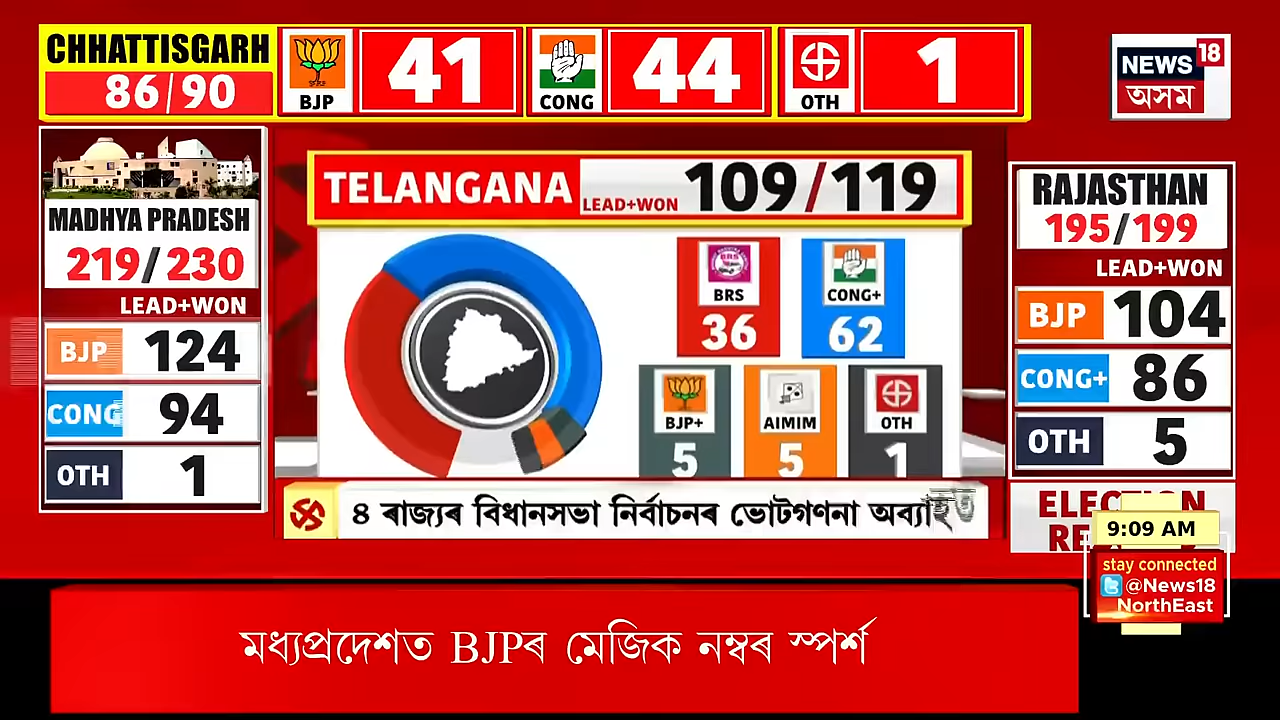 CHHATTISGARH
86/90
BJP
41
CONG
44
OTH
1
NEWS 18
অসম
MADHYA PRADESH
219/230
LEAD+WON
BJP 124
CONG 94
OTH 1
TELANGANA LEAD+WON 109/119
BRS
36
CONG+
62
BJP+
5
AIMIM
5
OTH
1
RAJASTHAN
195/199
LEAD+WON
BJP 104
CONG+ 86
OTH 5
৪ ৰাজ্যৰ বিধানসভা নিৰ্বাচনৰ ভোটগণনা অব্যাহত
9:09 AM
stay connected
@News18
NorthEast
মধ্যপ্ৰদেশত BJPৰ মেজিক নম্বৰ স্পৰ্শ